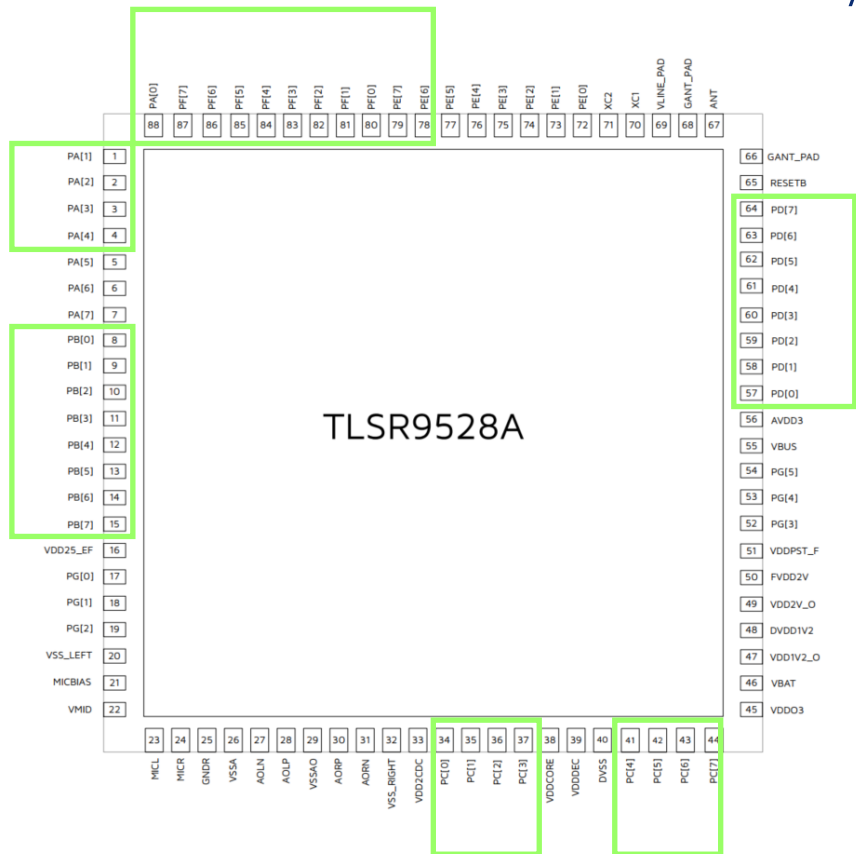 PA[0]
PF[7]
PF[6]
PF[5]
PF[4]
PF[3]
PF[2]
PF[1]
PF[0]
PE[7]
PE[6]
PE[5]
PE[4]
PE[3]
PE[2]
PE[1]
PE[0]
XC2
XC1
VLINE_PAD
GANT_PAD
ANT
88 87 86 85 84 83 82 81 80 79 78 77 76 75 74 73 72 71 70 69 68 67
PA[1] 1
PA[2] 2
PA[3] 3
PA[4] 4
PA[5] 5
PA[6] 6
PA[7] 7
PB[0] 8
PB[1] 9
PB[2] 10
PB[3] 11
PB[4] 12
PB[5] 13
PB[6] 14
PB[7] 15
VDD25_EF 16
PG[0] 17
PG[1] 18
PG[2] 19
VSS_LEFT 20
MICBIAS 21
VMID 22
TLSR9528A
66 GANT_PAD
65 RESETB
64 PD[7]
63 PD[6]
62 PD[5]
61 PD[4]
60 PD[3]
59 PD[2]
58 PD[1]
57 PD[0]
56 AVDD3
55 VBUS
54 PG[5]
53 PG[4]
52 PG[3]
51 VDDPST_F
50 FVDD2V
49 VDD2V_O
48 DVDD1V2
47 VDD1V2_O
46 VBAT
45 VDDO3
23 24 25 26 27 28 29 30 31 32 33 34 35 36 37 38 39 40 41 42 43 44
MICL
MICR
GNDR
VSSA
AOLN
AOLP
VSSAO
AORP
AORN
VSS_RIGHT
VDD2CDC
PC[0]
PC[1]
PC[2]
PC[3]
VDDCORE
VDDDEC
DVSS
PC[4]
PC[5]
PC[6]
PC[7]